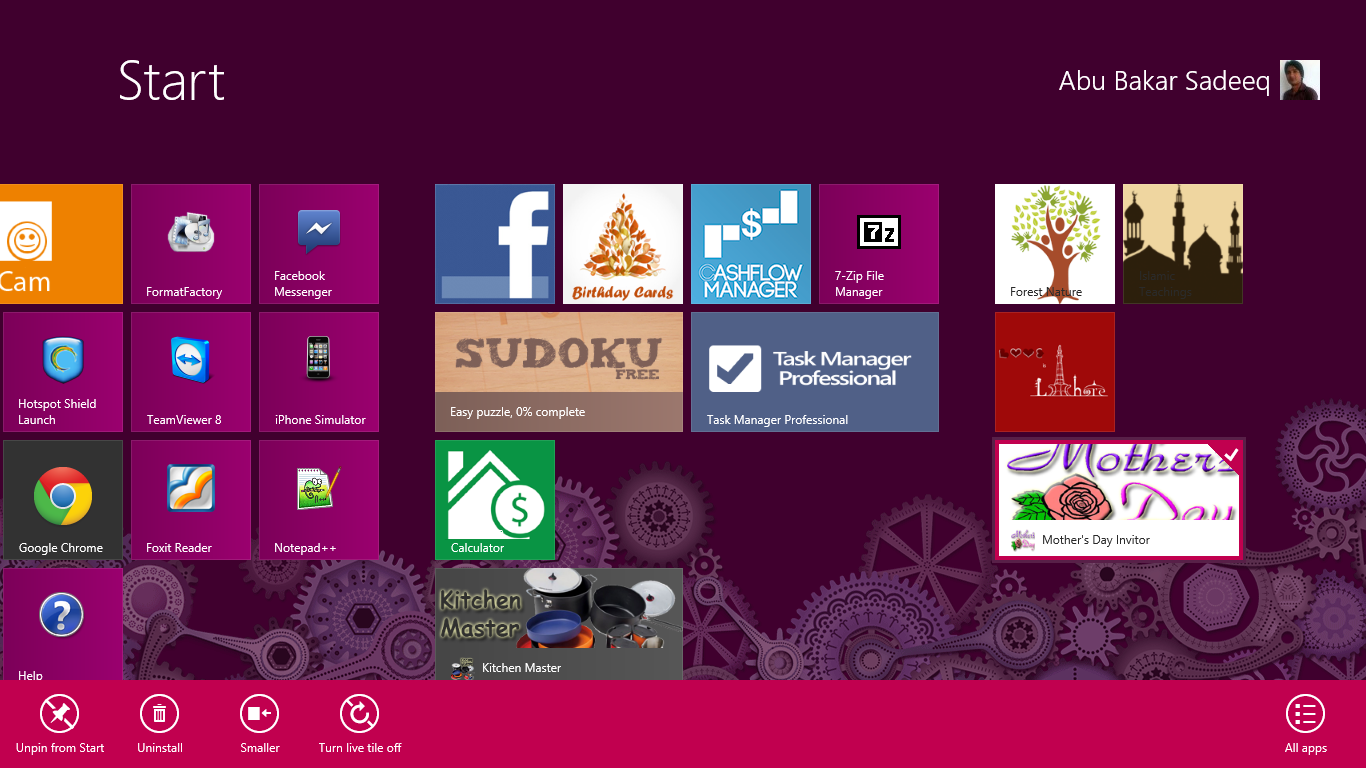 Start
Abu Bakar Sadeeq
Cam
FormatFactory
Facebook
Messenger
f
Birthday Cards
$
CASHFLOW
MANAGER
7z
7-Zip File
Manager
Forest Nature
Islamic
Teachings
Hotspot Shield
Launch
TeamViewer 8
iPhone Simulator
SUDOKU
FREE
Easy puzzle, 0% complete
Task Manager
Professional
Task Manager Professional
LOVE
is
Lahore
Google Chrome
Foxit Reader
Notepad++
$
Calculator
Mothers
Day
Mother's Day Invitor
?
Help
Kitchen
Master
Kitchen Master
Unpin from Start
Uninstall
Smaller
Turn live tile off
All apps